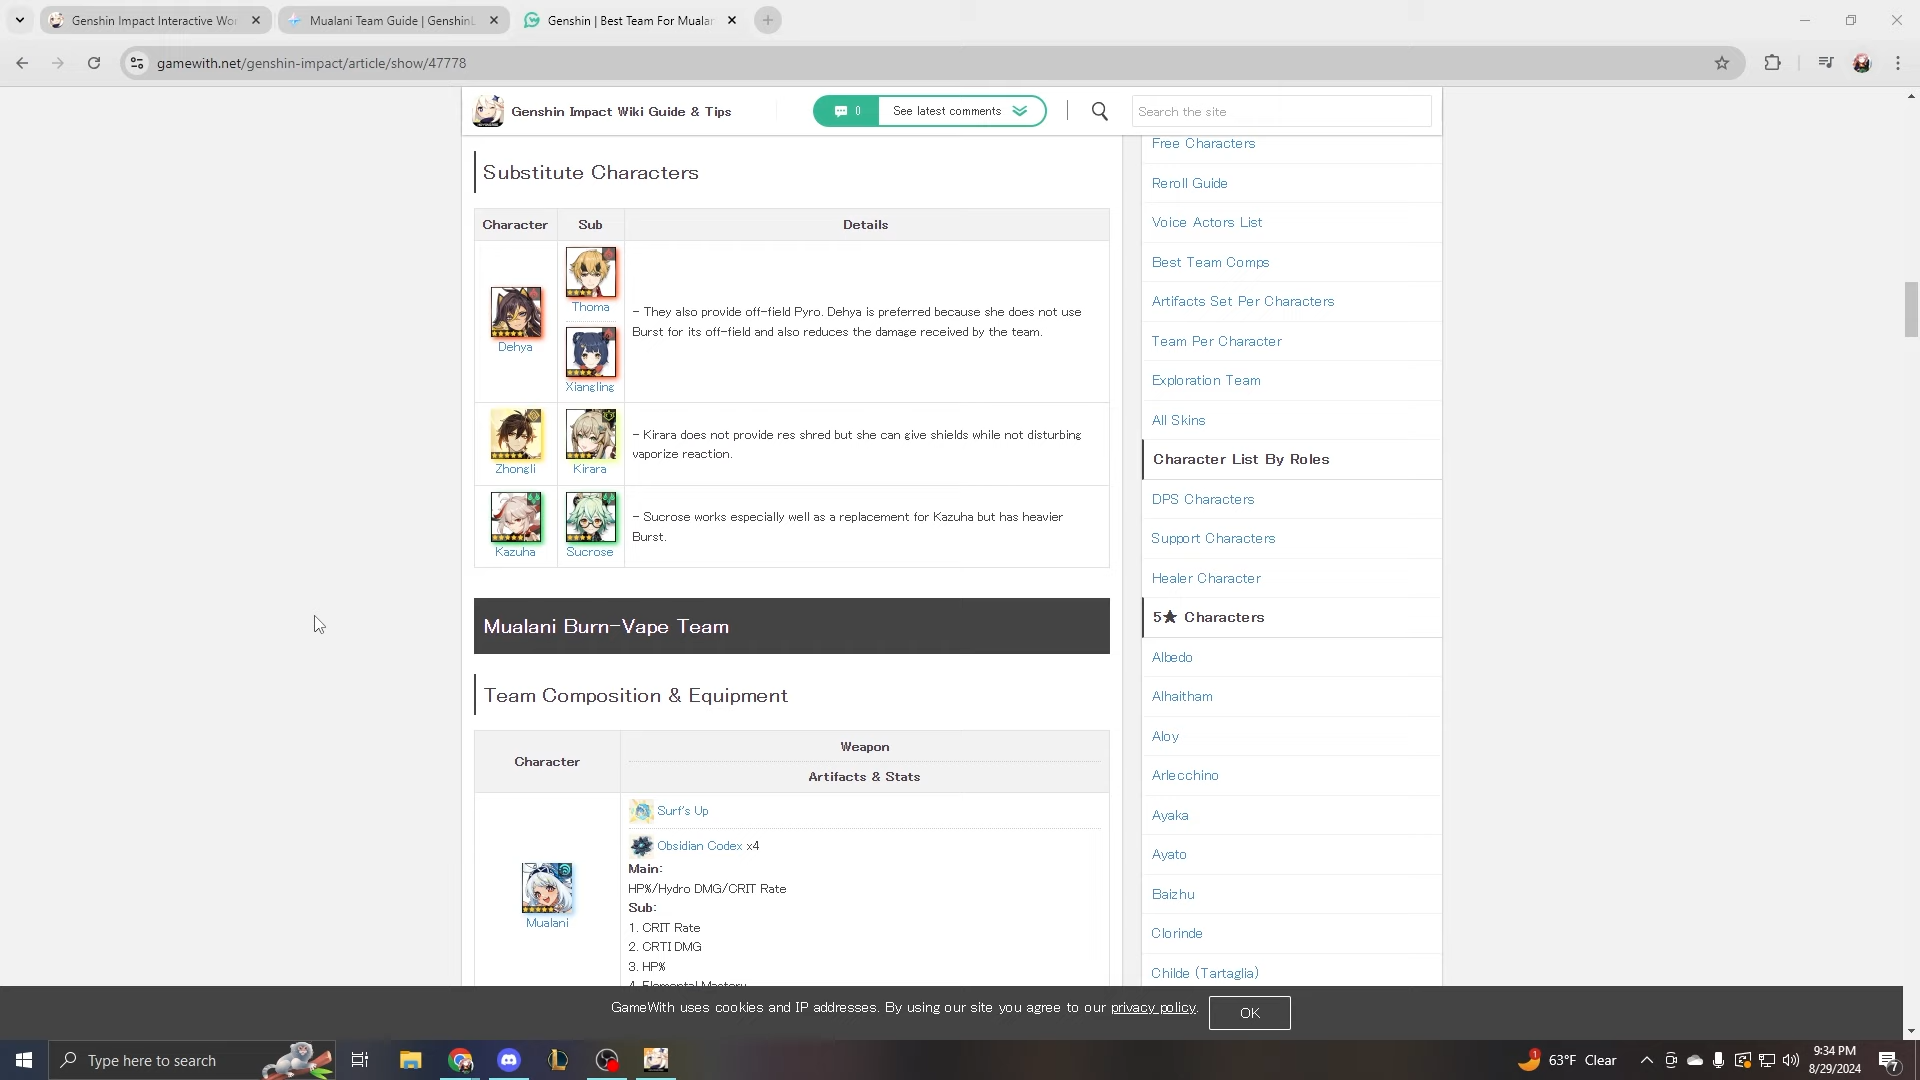 Genshin Impact Interactive Wo
Mualani Team Guide | GenshinL
Genshin | Best Team For Mualan
gamewith.net/genshin-impact/article/show/47778
Genshin Impact Wiki Guide & Tips
0
See latest comments
Search the site
Substitute Characters
Character
Sub
Details
Dehya
Thoma
Xiangling
- They also provide off-field Pyro. Dehya is preferred because she does not use
Burst for its off-field and also reduces the damage received by the team.
Zhongli
Kirara
- Kirara does not provide res shred but she can give shields while not disturbing
vaporize reaction.
Kazuha
Sucrose
- Sucrose works especially well as a replacement for Kazuha but has heavier
Burst.
Mualani Burn-Vape Team
Team Composition & Equipment
Character
Weapon
Artifacts & Stats
Mualani
Surf's Up
Obsidian Codex x4
Main:
HP%/Hydro DMG/CRIT Rate
Sub:
1. CRIT Rate
2. CRTI DMG
3. HP%
4. Elemental Mastery
Free Characters
Reroll Guide
Voice Actors List
Best Team Comps
Artifacts Set Per Characters
Team Per Character
Exploration Team
All Skins
Character List By Roles
DPS Characters
Support Characters
Healer Character
5★ Characters
Albedo
Alhaitham
Aloy
Arlecchino
Ayaka
Ayato
Baizhu
Clorinde
Childe (Tartaglia)
GameWith uses cookies and IP addresses. By using our site you agree to our privacy policy.
OK
Type here to search
1
63°F Clear
9:34 PM
8/29/2024
7